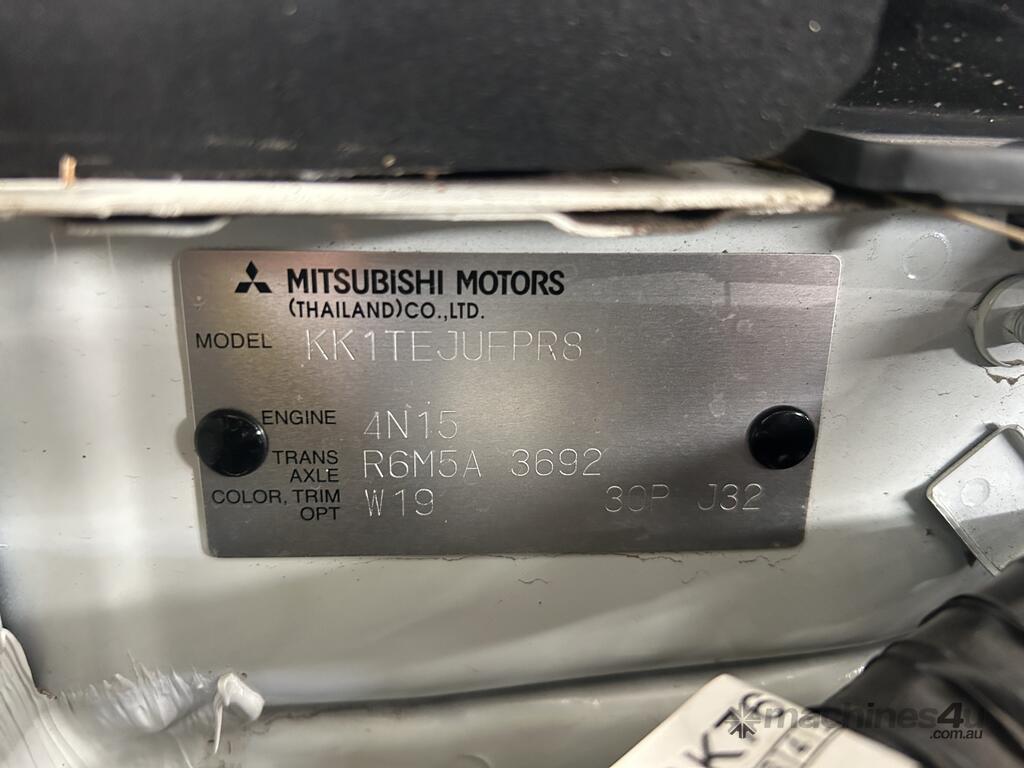 MITSUBISHI MOTORS
(THAILAND)CO.,LTD.
MODEL KK1TEJUFPR8
ENGINE 4N15
TRANS AXLE R6M5A 3692
COLOR, TRIM OPT W19 30P J32
machines4u
.com.au